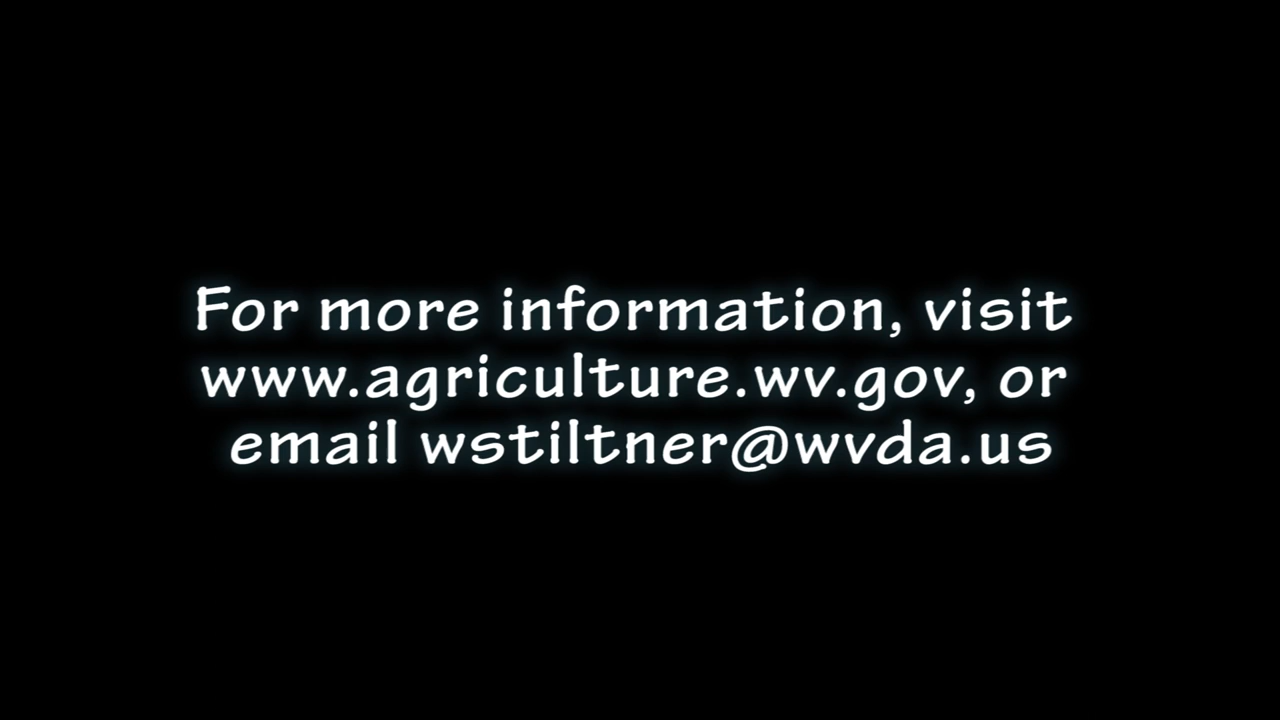 For more information, visit
www.agriculture.wv.gov, or
email wstiltner@wvda.us